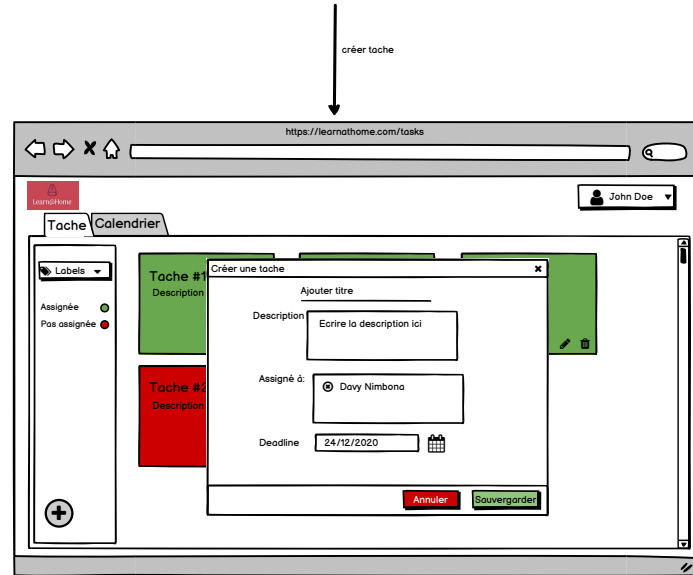 créer tache
https://learnathome.com/tasks
Learn@Home
John Doe
Tache
Calendrier
Labels
Assignée
Pas assignée
Tache #1
Description
Tache #2
Description
Créer une tache
Ajouter titre
Description
Ecrire la description ici
Assigné à:
Davy Nimbona
Deadline
24/12/2020
Annuler
Sauvergarder